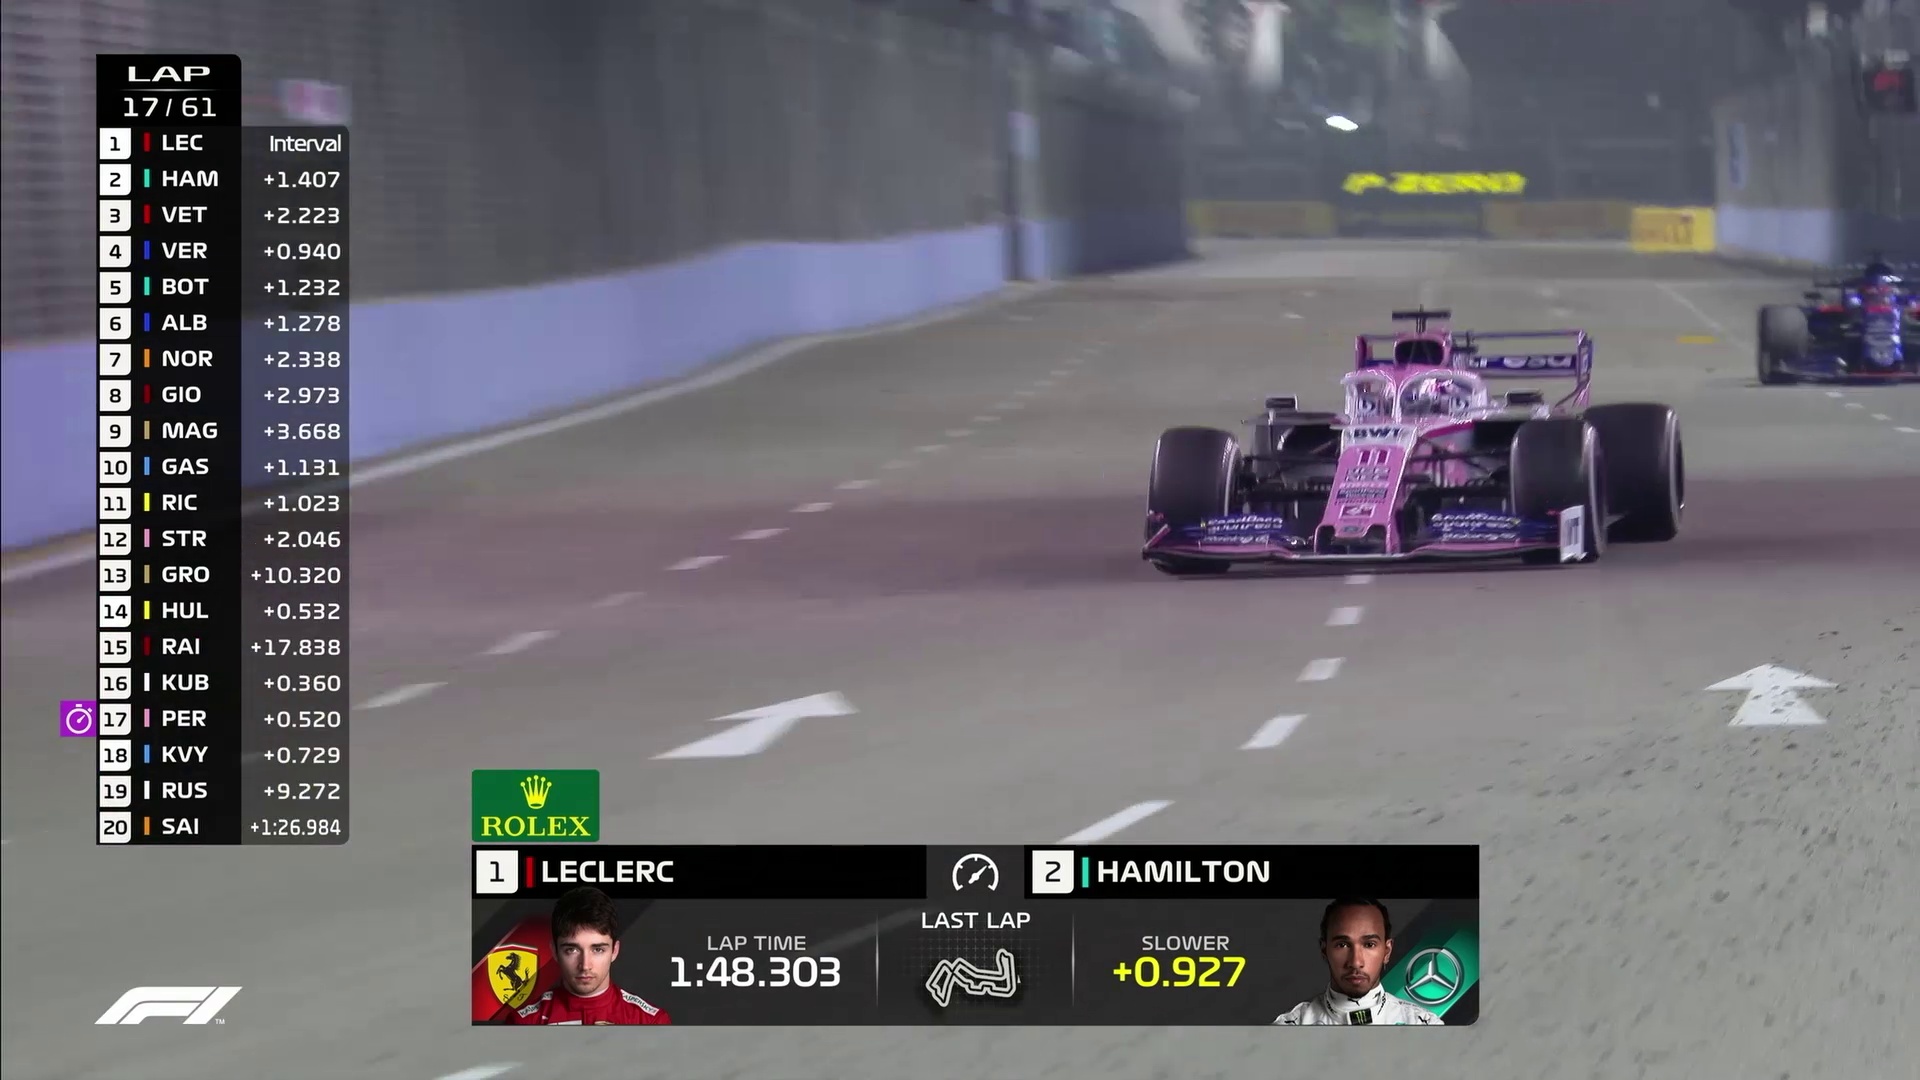 LAP
17/61
1 LEC Interval
2 HAM +1.407
3 VET +2.223
4 VER +0.940
5 BOT +1.232
6 ALB +1.278
7 NOR +2.338
8 GIO +2.973
9 MAG +3.668
10 GAS +1.131
11 RIC +1.023
12 STR +2.046
13 GRO +10.320
14 HUL +0.532
15 RAI +17.838
16 KUB +0.360
17 PER +0.520
18 KVY +0.729
19 RUS +9.272
20 SAI +1:26.984
BWT
11
ROLEX
1 LECLERC
2 HAMILTON
LAST LAP
LAP TIME
1:48.303
SLOWER
+0.927
F1
TM